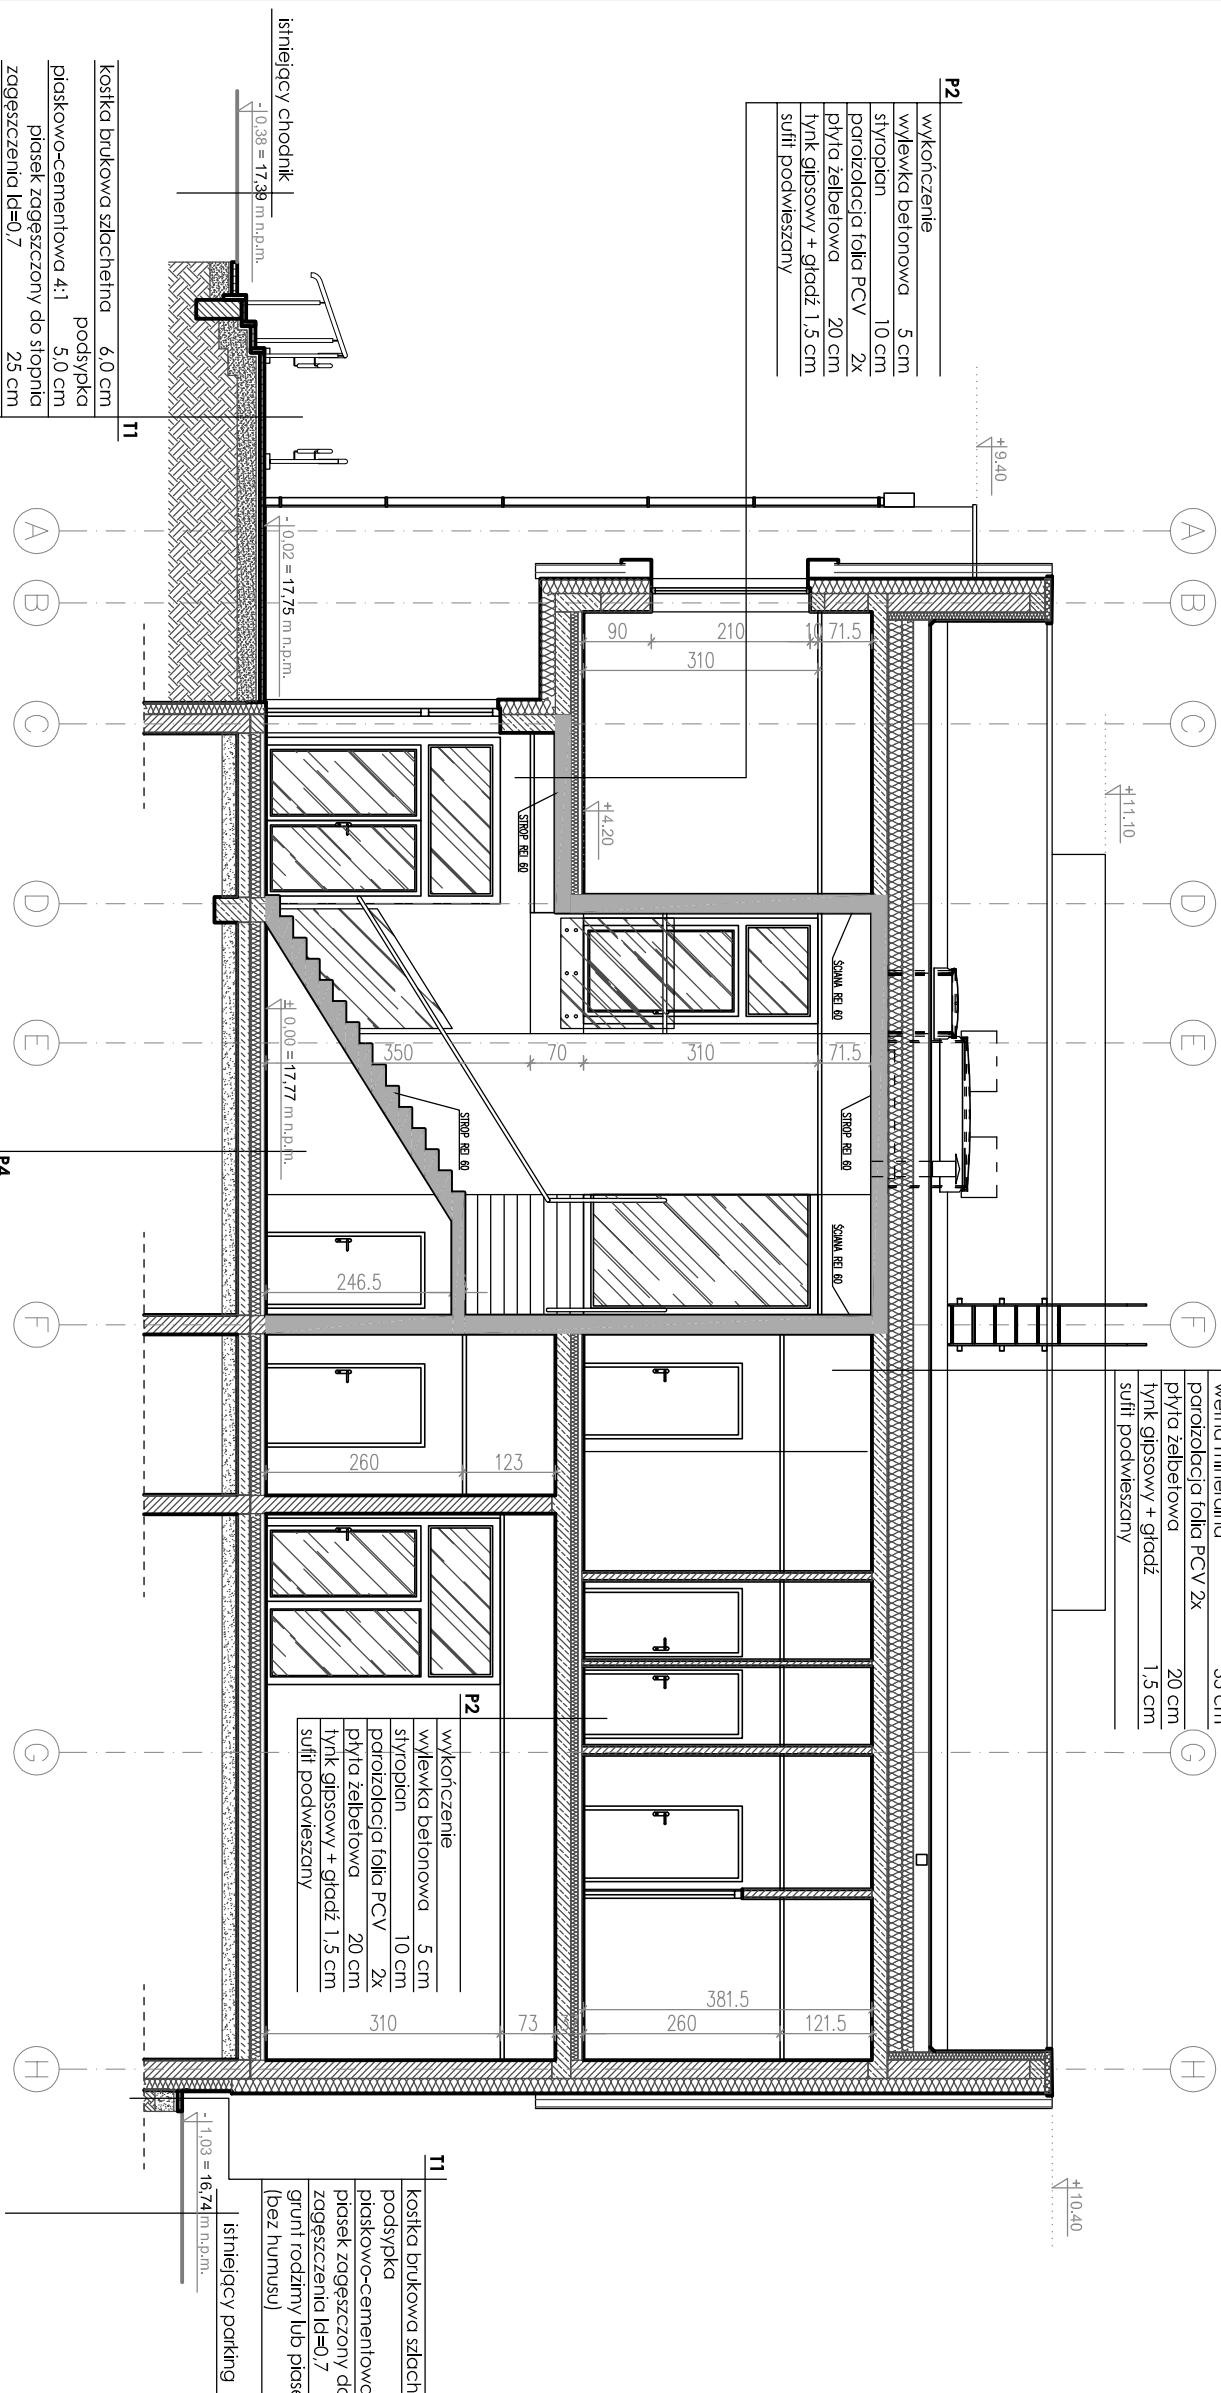 P2
wykończenie
wylewka betonowa 5 cm
styropian 10 cm
paroizolacja folia PCV 2x
płyta żelbetowa 20 cm
tynk gipsowy + gładź 1,5 cm
sufit podwieszany
istniejący chodnik
- 0,38 = 17,39 m n.p.m.
T1
kostka brukowa szlachetna 6,0 cm
podsypka
piaskowo-cementowa 4:1 5,0 cm
piasek zagęszczony do stopnia
zagęszczenia Id=0,7 25 cm
+9.40
+11.10
+10.40
A
B
C
D
E
F
G
H
A
B
C
D
E
F
G
H
- 0,02 = 17,75 m n.p.m.
90
210
10
71.5
310
+4.20
STROP REI 60
ŚCIANA REI 60
STROP REI 60
STROP REI 60
ŚCIANA REI 60
350
70
310
71.5
± 0,00 = 17,77 m n.p.m.
P4
246.5
260
123
wełna mineralna
paroizolacja folia PCV 2x
płyta żelbetowa 20 cm
tynk gipsowy + gładź 1,5 cm
sufit podwieszany
P2
wykończenie
wylewka betonowa 5 cm
styropian 10 cm
paroizolacja folia PCV 2x
płyta żelbetowa 20 cm
tynk gipsowy + gładź 1,5 cm
sufit podwieszany
381.5
260
121.5
310
73
- 1,03 = 16,74 m n.p.m.
istniejący parking
T1
kostka brukowa szlach
podsypka
piaskowo-cementowa
piasek zagęszczony do
zagęszczenia Id=0,7
grunt rodzimy lub piase
(bez humusu)